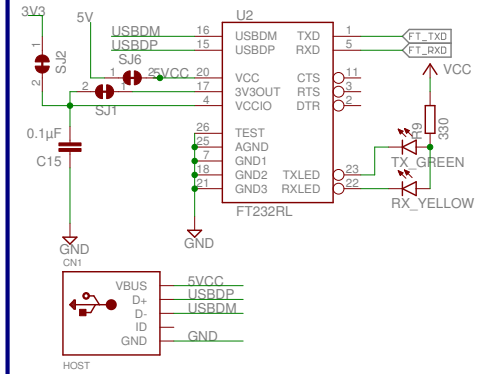 3V3
5V
U2
USBDM 16 USBDM TXD 1 FT_TXD
USBDP 15 USBDP RXD 5 FT_RXD
1 SJ2 2
SJ6
1 2 5VCC 20 VCC CTS 11
2 1 17 3V3OUT RTS 3
SJ1 4 VCCIO DTR 2
VCC
R9 330
0.1µF
C15
26 TEST
25 AGND
7 GND1
18 GND2 TXLED 23
21 GND3 RXLED 22
TX_GREEN
RX_YELLOW
FT232RL
GND
GND
CN1
VBUS 5VCC
D+ USBDP
D- USBDM
ID
GND GND
HOST